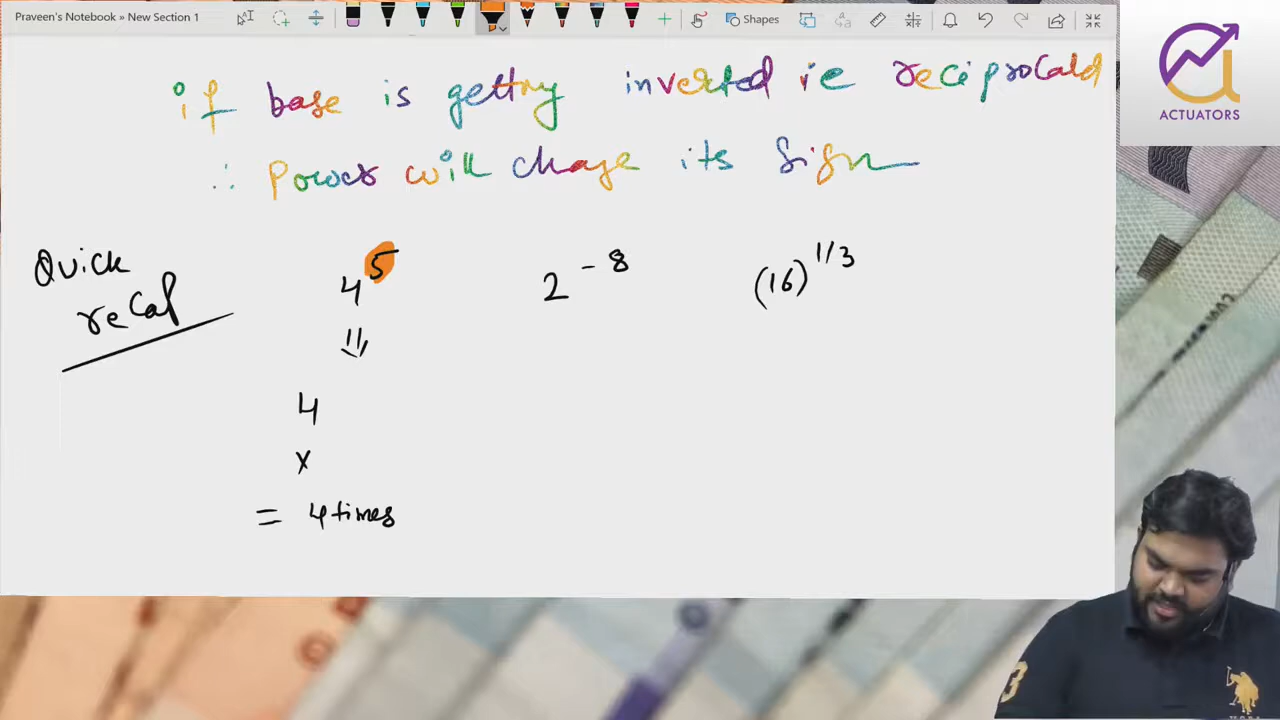 Praveen's Notebook » New Section 1
Shapes
ACTUATORS
if base is getting inverted ie reciprocald
∴ Power will change its Sign
Quick
recal
4^5
2^-8
(16)^1/3
4
x
= 4 times
3